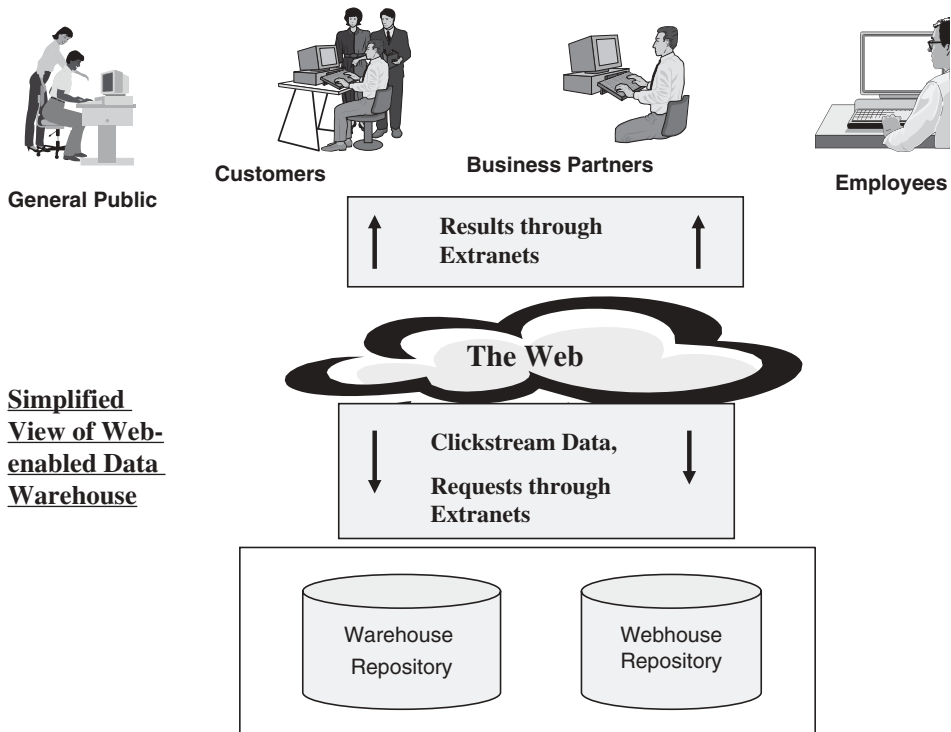 General Public
Customers
Business Partners
Employees
Results through
Extranets
The Web
Simplified
View of Web-
enabled Data
Warehouse
Clickstream Data,
Requests through
Extranets
Warehouse
Repository
Webhouse
Repository